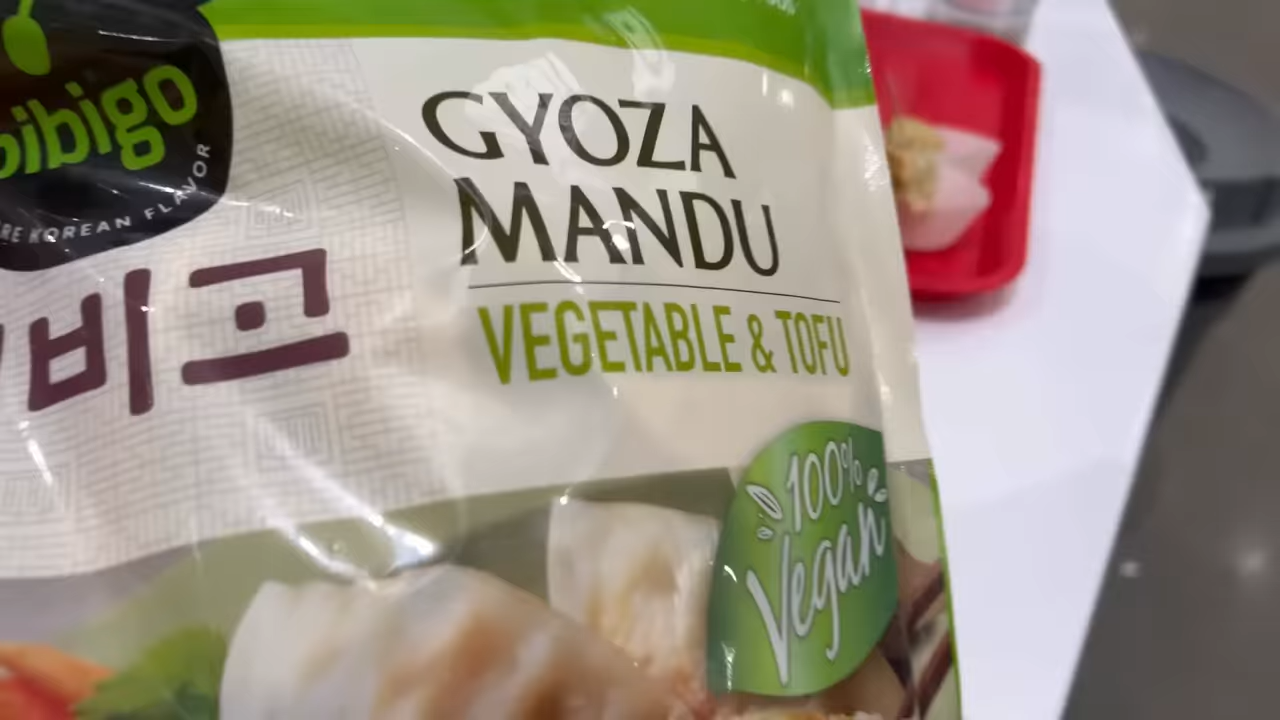 bibigo
RE KOREAN FLAVOR
비고
GYOZA
MANDU
VEGETABLE & TOFU
100%
Vegan